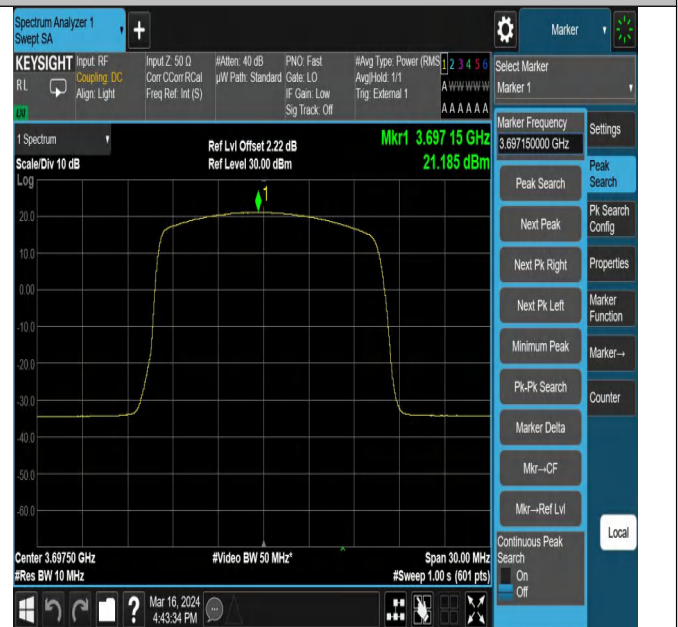 Spectrum Analyzer 1
Swept SA
+
Marker
KEYSIGHT
RL
LXI
Input: RF
Coupling: DC
Align: Light
Input Z: 50 Ω
Corr CCorr RCal
Freq Ref: Int (S)
#Atten: 40 dB
µW Path: Standard
PNO: Fast
Gate: LO
IF Gain: Low
Sig Track: Off
#Avg Type: Power (RMS)
Avg|Hold: 1/1
Trig: External 1
1 2 3 4 5 6
A WW WW W
A A A A A A
Select Marker
Marker 1
1 Spectrum
Scale/Div 10 dB
Log
Ref Lvl Offset 2.22 dB
Ref Level 30.00 dBm
Mkr1 3.697 15 GHz
21.185 dBm
1
20.0
10.0
0.00
-10.0
-20.0
-30.0
-40.0
-50.0
-60.0
Center 3.69750 GHz
#Res BW 10 MHz
#Video BW 50 MHz*
Span 30.00 MHz
#Sweep 1.00 s (601 pts)
Marker Frequency
3.697150000 GHz
Peak Search
Next Peak
Next Pk Right
Next Pk Left
Minimum Peak
Pk-Pk Search
Marker Delta
Mkr→CF
Mkr→Ref Lvl
Continuous Peak
Search
On
Off
Settings
Peak
Search
Pk Search
Config
Properties
Marker
Function
Marker→
Counter
Local
?
Mar 16, 2024
4:43:34 PM